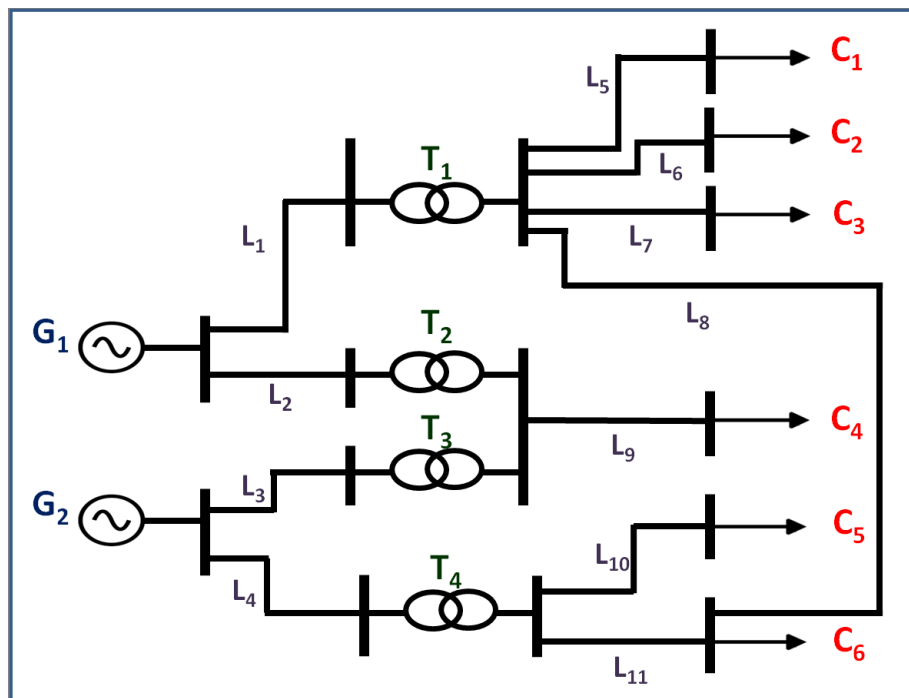 C₁
L₅
C₂
T₁
L₆
C₃
L₁
L₇
L₈
G₁
T₂
L₂
C₄
T₃
L₉
L₃
G₂
C₅
L₁₀
T₄
L₄
C₆
L₁₁